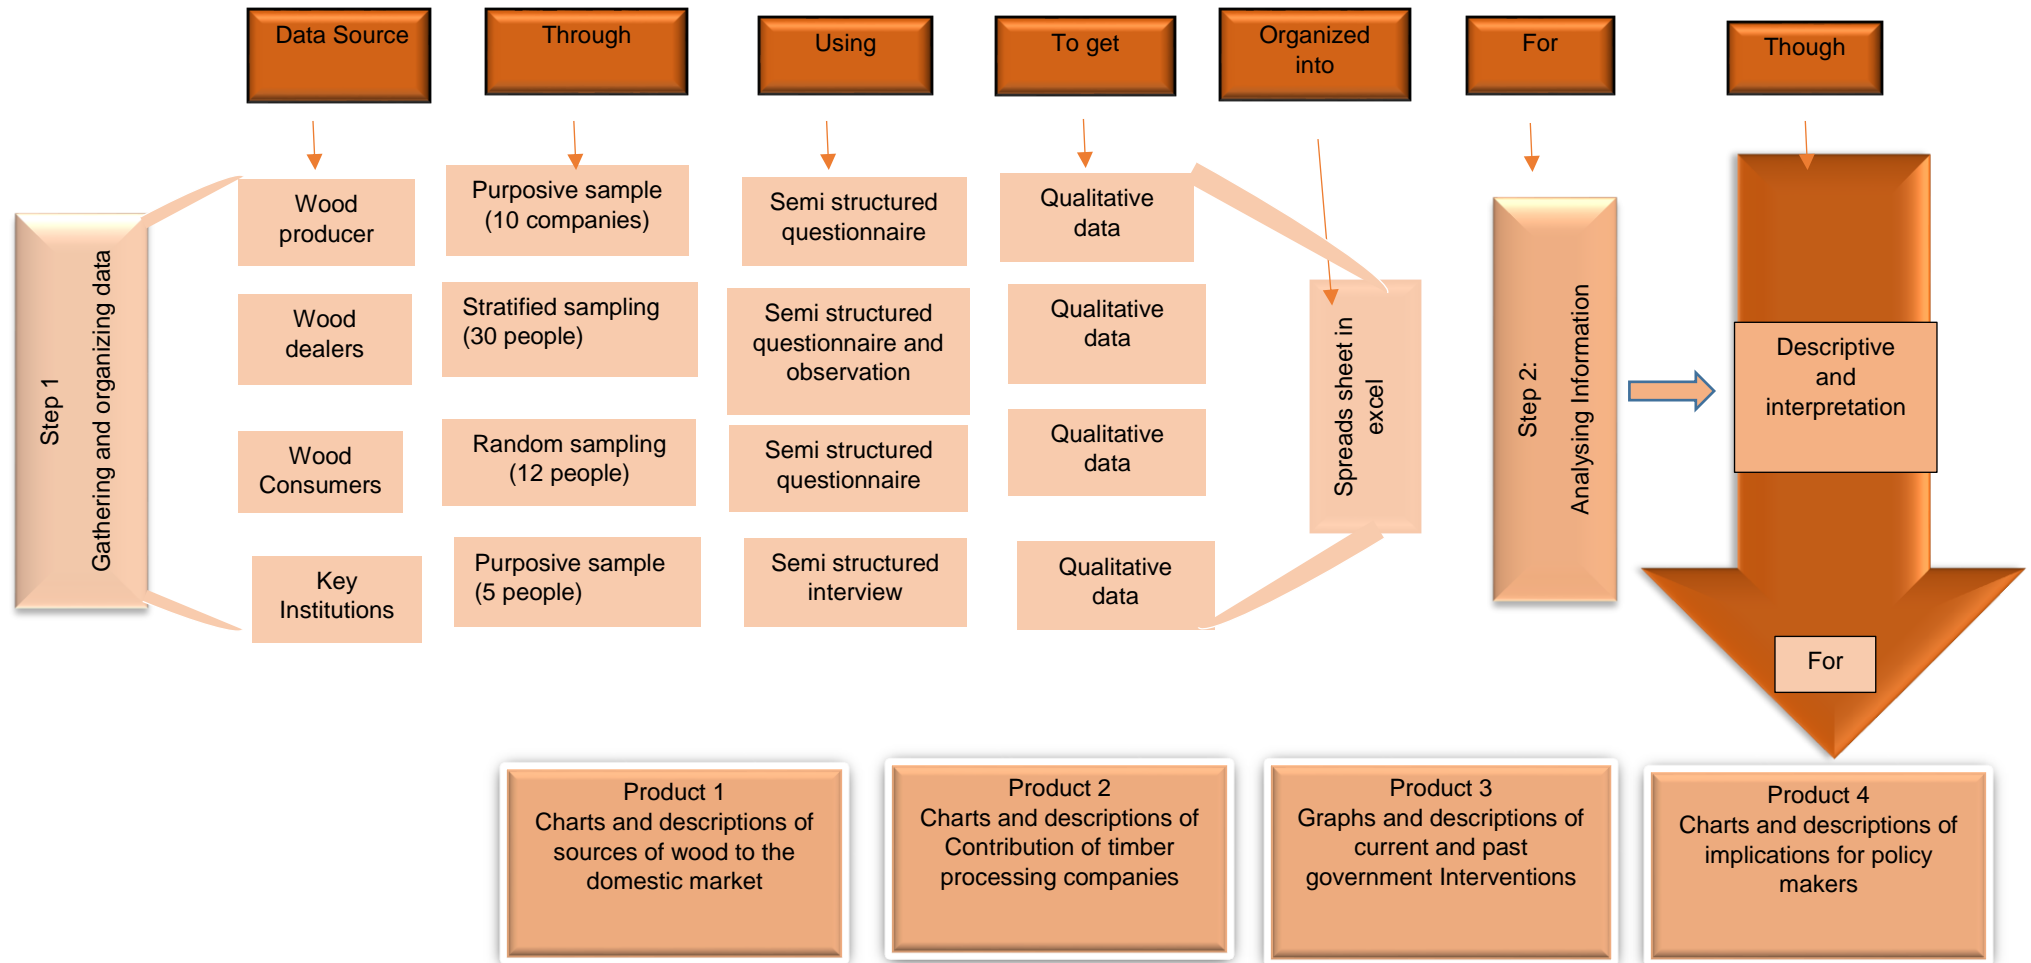 Data Source
Through
Using
To get
Organized
into
For
Though
Step 1
Gathering and organizing data
Wood
producer
Purposive sample
(10 companies)
Semi structured
questionnaire
Qualitative
data
Wood
dealers
Stratified sampling
(30 people)
Semi structured
questionnaire and
observation
Qualitative
data
Wood
Consumers
Random sampling
(12 people)
Semi structured
questionnaire
Qualitative
data
Key
Institutions
Purposive sample
(5 people)
Semi structured
interview
Qualitative
data
Spreads sheet in
excel
Step 2:
Analysing Information
Descriptive
and
interpretation
For
Product 1
Charts and descriptions of
sources of wood to the
domestic market
Product 2
Charts and descriptions of
Contribution of timber
processing companies
Product 3
Graphs and descriptions of
current and past
government Interventions
Product 4
Charts and descriptions of
implications for policy
makers